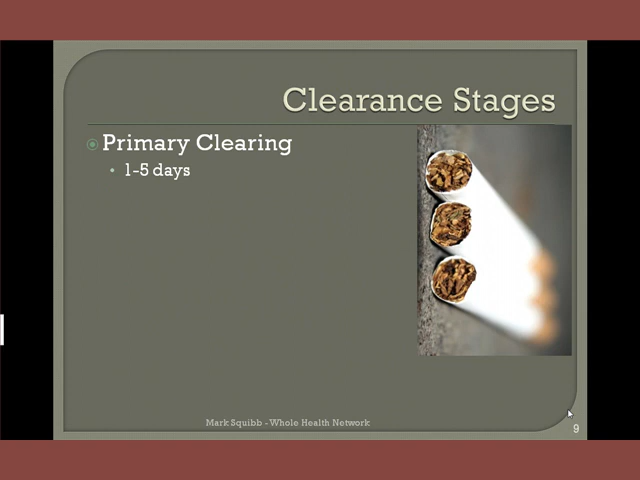 Clearance Stages
Primary Clearing
1-5 days
Mark Squibb - Whole Health Network
9